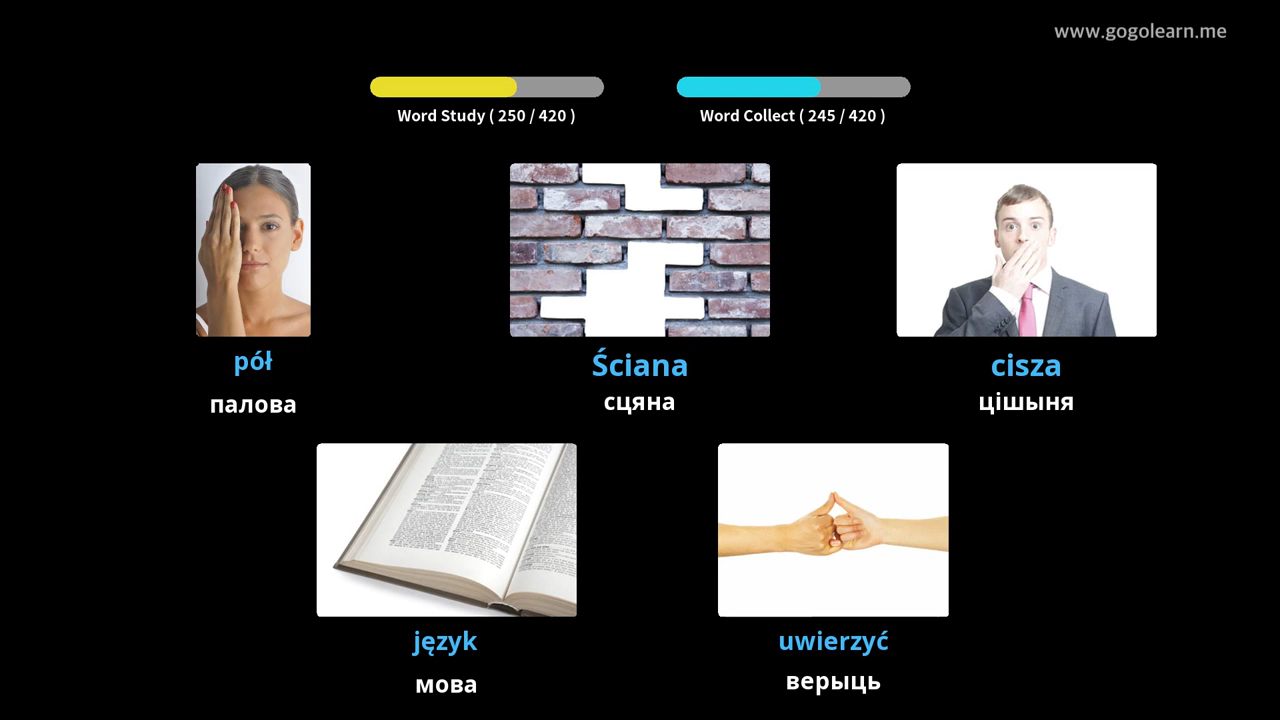 www.gogolearn.me
Word Study ( 250 / 420 )
Word Collect ( 245 / 420 )
pół
палова
Ściana
сцяна
cisza
цішыня
język
мова
uwierzyć
верыць